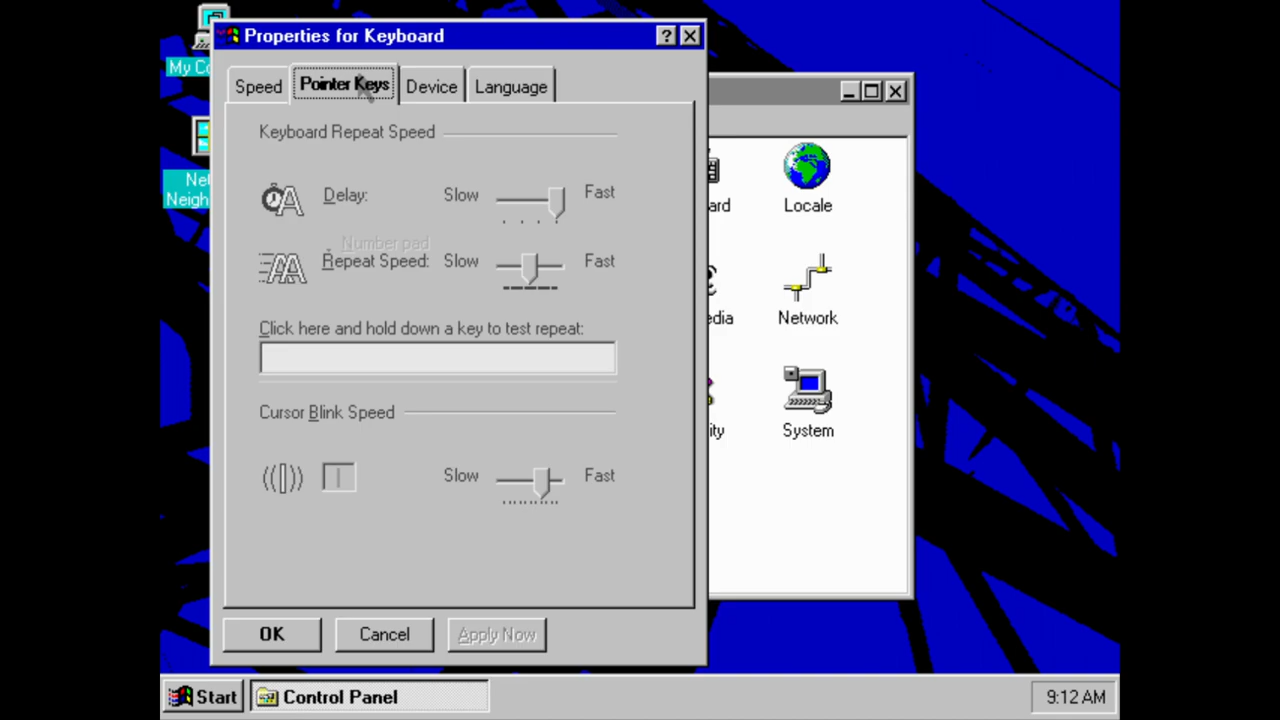 My Co
Net
Neigh
Properties for Keyboard
Speed
Pointer Keys
Device
Language
Keyboard Repeat Speed
Delay:
Slow
Fast
Number pad
Repeat Speed:
Slow
Fast
Click here and hold down a key to test repeat:
Cursor Blink Speed
Slow
Fast
OK
Cancel
Apply Now
ard
Locale
edia
Network
ity
System
Start
Control Panel
9:12 AM